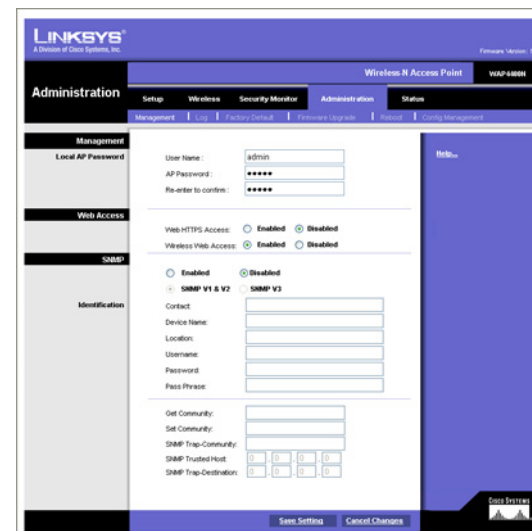 LINKSYS®
A Division of Cisco Systems, Inc.
Firmware Version: 1
Wireless-N Access Point
Administration
Setup Wireless Security Monitor Administration Status
Management Log Factory Default Firmware Upgrade Reboot Config Management
Management
Local AP Password
User Name :
admin
AP Password :
●●●●●
Re-enter to confirm :
●●●●●
Help...
Web Access
Web HTTPS Access: Enabled Disabled
Wireless Web Access: Enabled Disabled
SNMP
Enabled Disabled
SNMP V1 & V2 SNMP V3
Identification
Contact:
Device Name:
Location:
Username:
Password:
Pass Phrase:
Get Community:
Set Community:
SNMP Trap-Community:
SNMP Trusted Host: 0 . 0 . 0 . 0
SNMP Trap-Destination: 0 . 0 . 0 . 0
Save Setting Cancel Changes
CISCO SYSTEMS